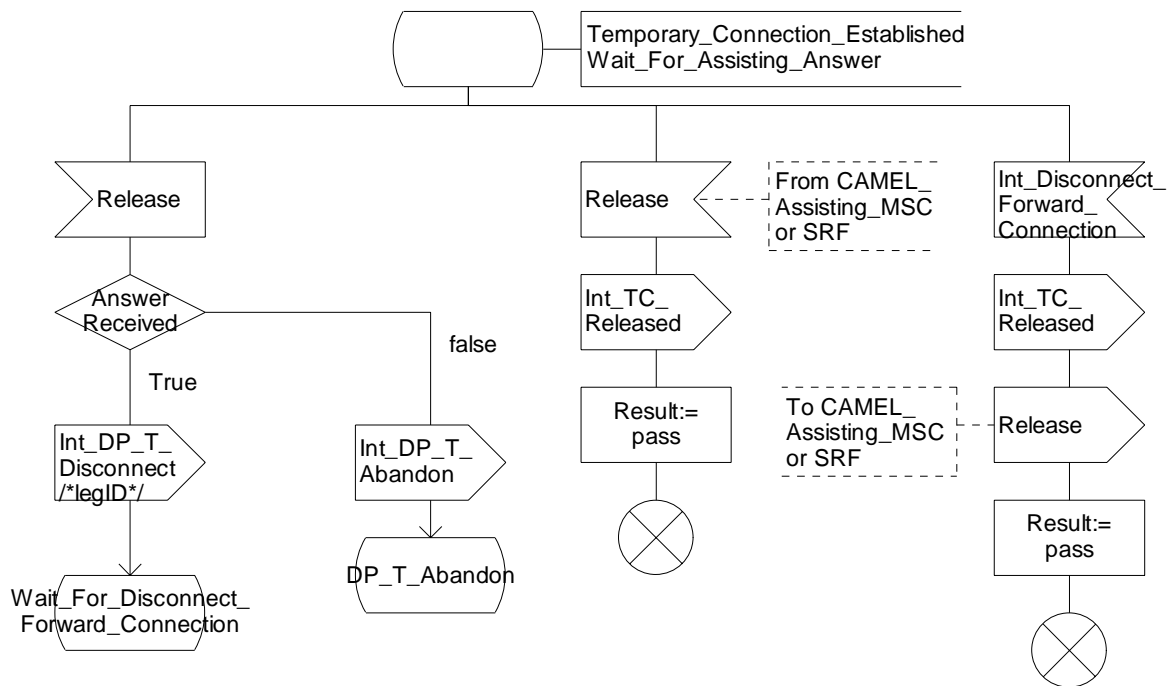 Temporary_Connection_Established
Wait_For_Assisting_Answer
Release
Answer
Received
True
false
Int_DP_T_
Disconnect
/*legID*/
Wait_For_Disconnect_
Forward_Connection
Int_DP_T_
Abandon
DP_T_Abandon
Release
From CAMEL_
Assisting_MSC
or SRF
Int_TC_
Released
Result:=
pass
Int_Disconnect_
Forward_
Connection
Int_TC_
Released
To CAMEL_
Assisting_MSC
or SRF
Release
Result:=
pass